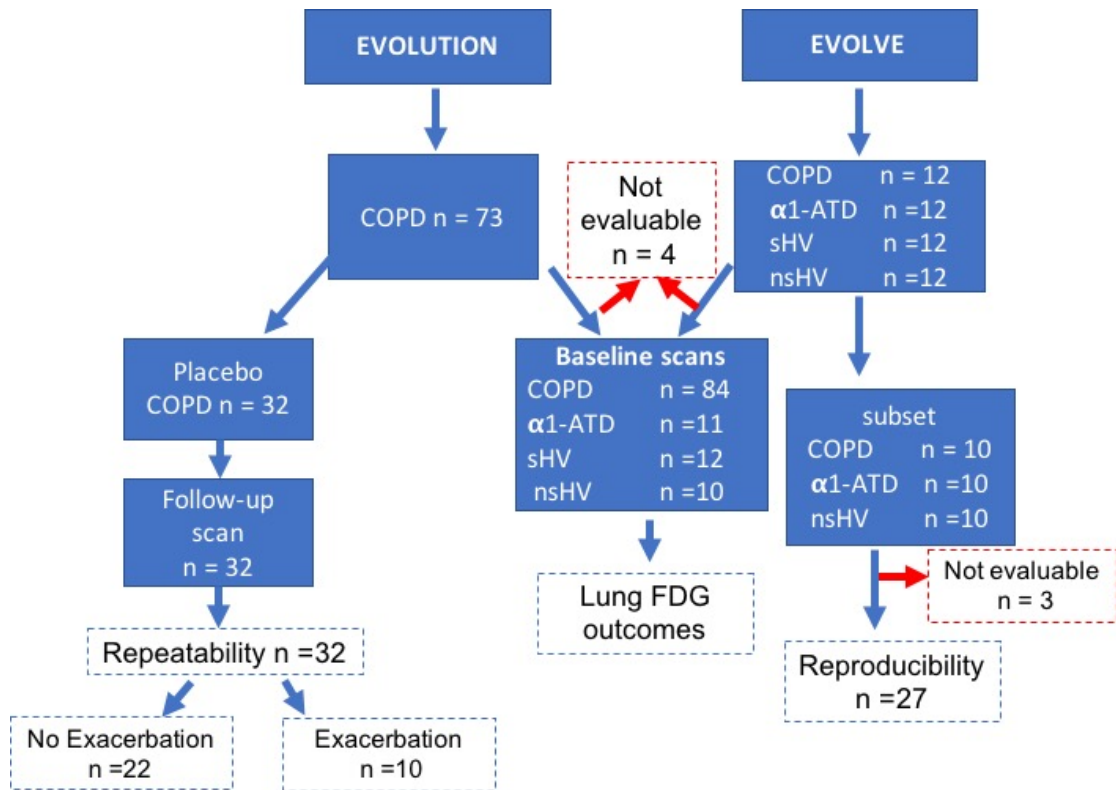 EVOLUTION
EVOLVE
COPD n = 73
Not
evaluable
n = 4
COPD n = 12
α1-ATD n =12
sHV n =12
nsHV n =12
Placebo
COPD n = 32
Baseline scans
COPD n = 84
α1-ATD n =11
sHV n =12
nsHV n =10
subset
COPD n = 10
α1-ATD n =10
nsHV n =10
Follow-up
scan
n = 32
Lung FDG
outcomes
Not evaluable
n = 3
Repeatability n =32
Reproducibility
n =27
No Exacerbation
n =22
Exacerbation
n =10